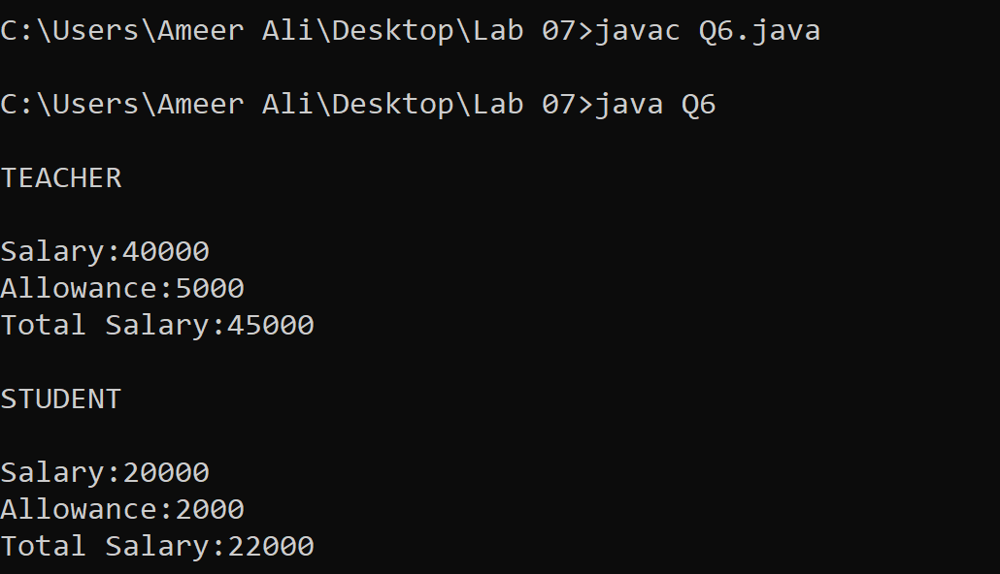 C:\Users\Ameer Ali\Desktop\Lab 07>javac Q6.java
C:\Users\Ameer Ali\Desktop\Lab 07>java Q6
TEACHER
Salary:40000
Allowance:5000
Total Salary:45000
STUDENT
Salary:20000
Allowance:2000
Total Salary:22000